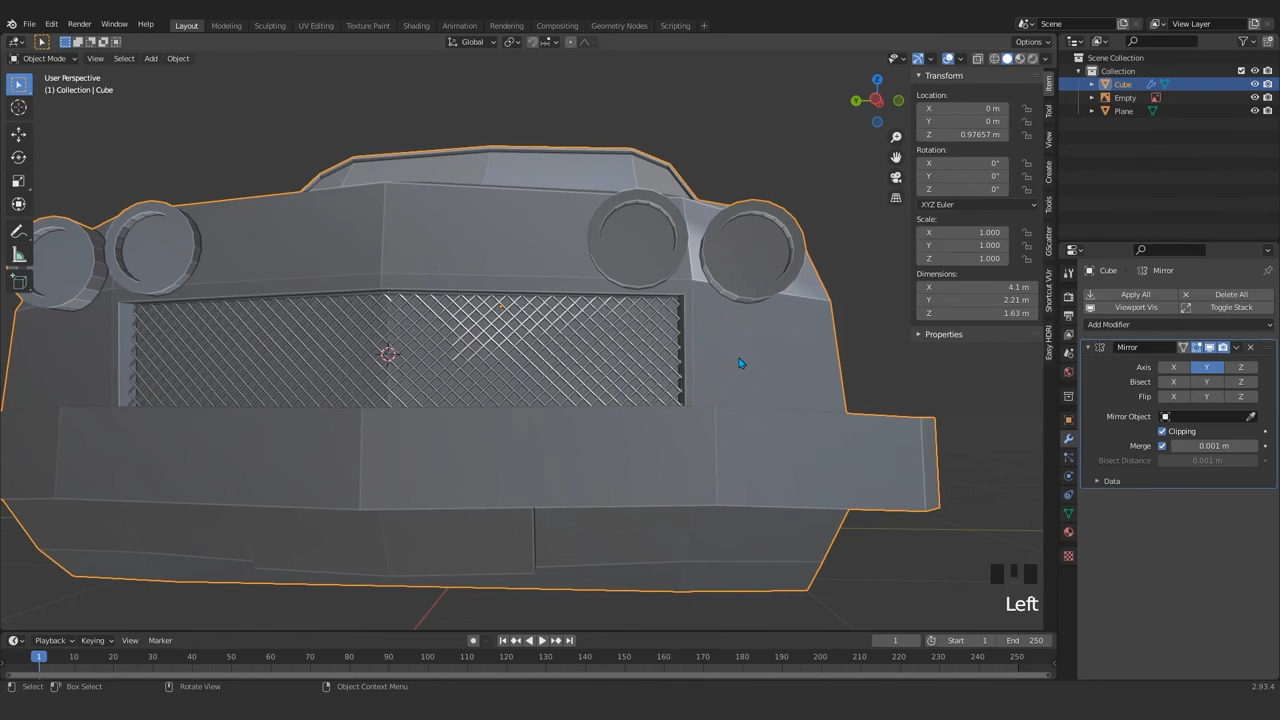 File Edit Render Window Help Layout Modeling Sculpting UV Editing Texture Paint Shading Animation Rendering Compositing Geometry Nodes Scripting + Scene View Layer
Global Options
Object Mode View Select Add Object
User Perspective
(1) Collection | Cube
Z
Y
Transform
Location:
X 0 m
Y 0 m
Z 0.97657 m
Rotation:
X 0°
Y 0°
Z 0°
XYZ Euler
Scale:
X 1.000
Y 1.000
Z 1.000
Dimensions:
X 4.1 m
Y 2.21 m
Z 1.63 m
Properties
Item
Tool
View
Create
Tools
GScatter
Shortcut VUr
Easy HDRI
Scene Collection
Collection
Cube
Empty
Plane
Cube Mirror
Apply All Delete All
Viewport Vis Toggle Stack
Add Modifier
Mirror
Axis X Y Z
Bisect X Y Z
Flip X Y Z
Mirror Object
Clipping
Merge 0.001 m
Bisect Distance 0.001 m
Data
Left
Playback Keying View Marker 1 Start 1 End 250
1 10 20 30 40 50 60 70 80 90 100 110 120 130 140 150 160 170 180 190 200 210 220 230 240 250
Select Box Select Rotate View Object Context Menu 2.93.4